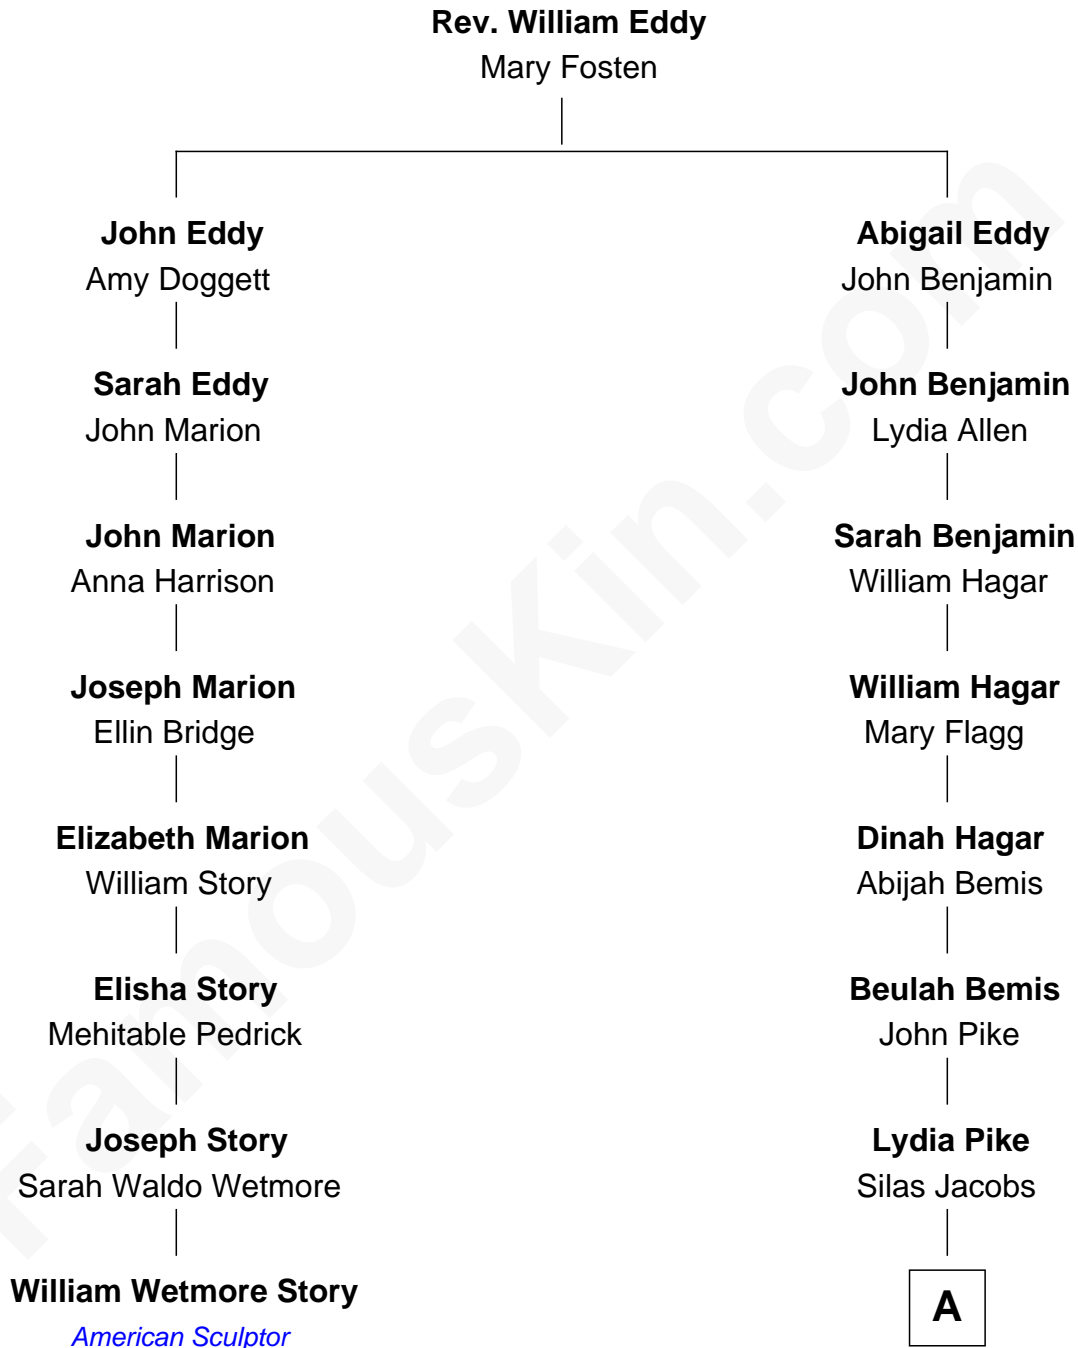 Rev. William Eddy
Mary Fosten
John Eddy
Amy Doggett
Abigail Eddy
John Benjamin
Sarah Eddy
John Marion
John Benjamin
Lydia Allen
John Marion
Anna Harrison
Sarah Benjamin
William Hagar
Joseph Marion
Ellin Bridge
William Hagar
Mary Flagg
Elizabeth Marion
William Story
Dinah Hagar
Abijah Bemis
Elisha Story
Mehitable Pedrick
Beulah Bemis
John Pike
Joseph Story
Sarah Waldo Wetmore
Lydia Pike
Silas Jacobs
William Wetmore Story
American Sculptor
A
FamousKin.com